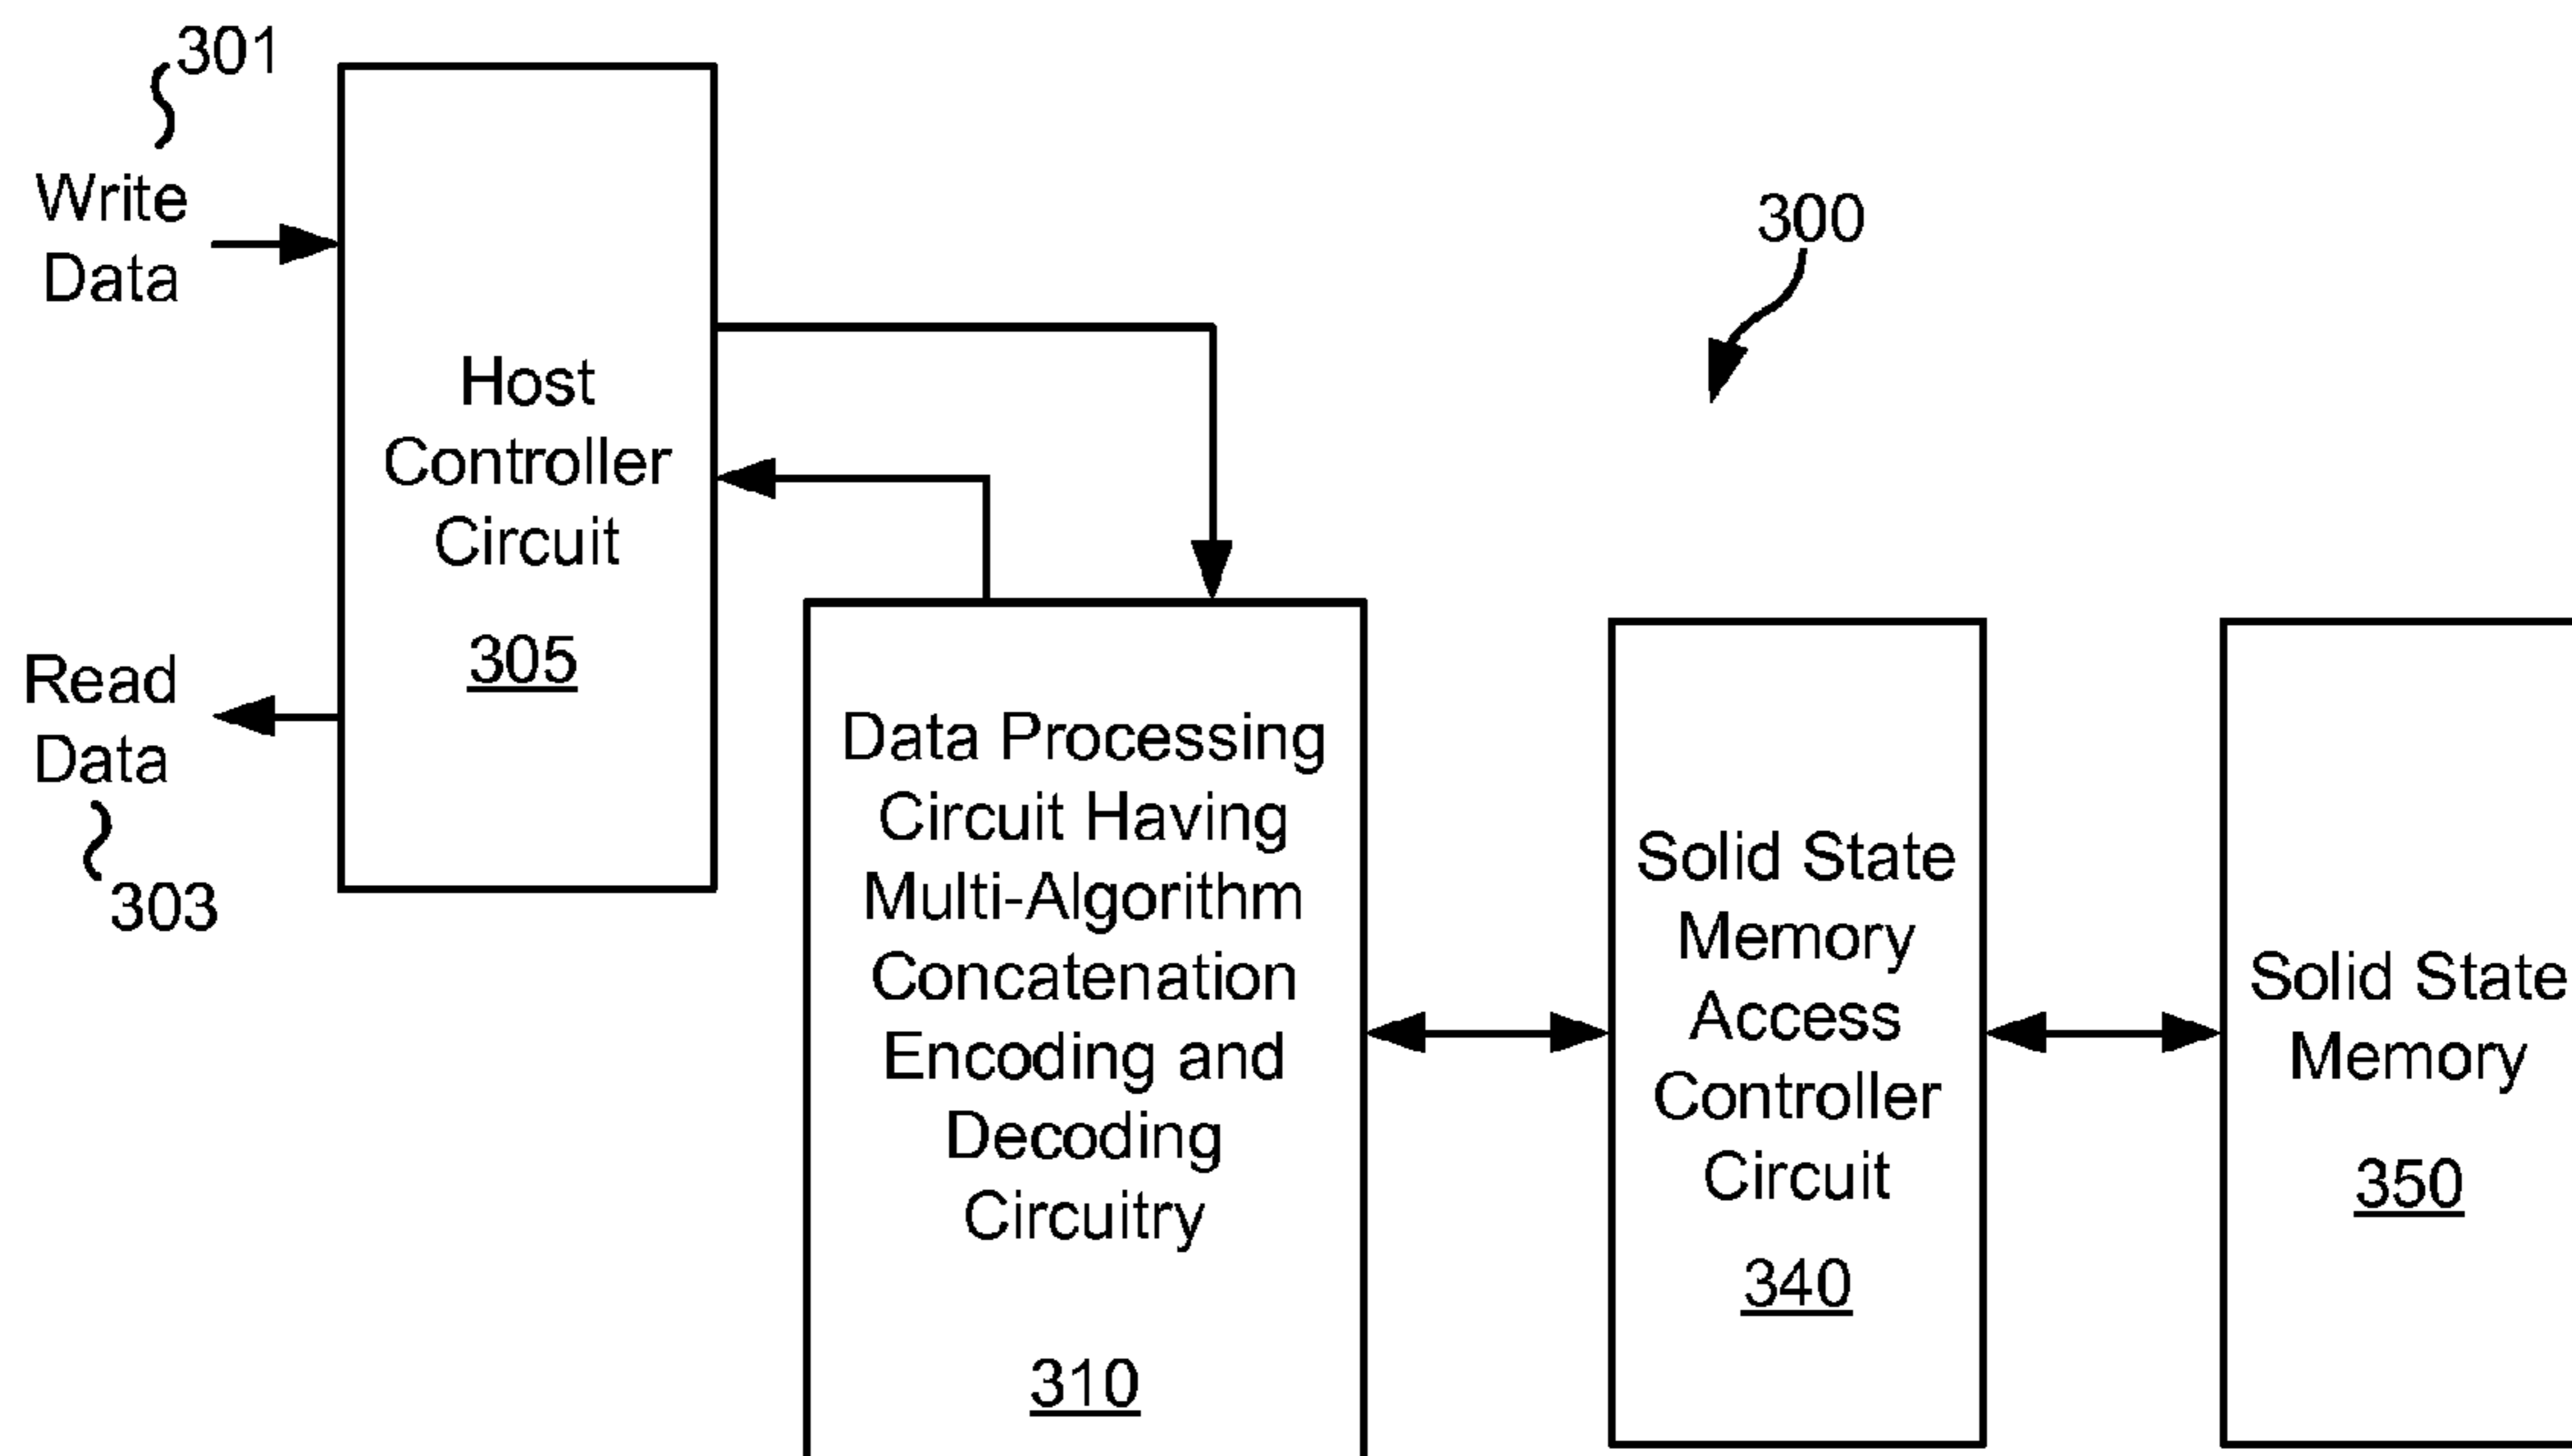 301
Write
Data
300
Host
Controller
Circuit
305
Read
Data
303
Data Processing
Circuit Having
Multi-Algorithm
Concatenation
Encoding and
Decoding
Circuitry
310
Solid State
Memory
Access
Controller
Circuit
340
Solid State
Memory
350